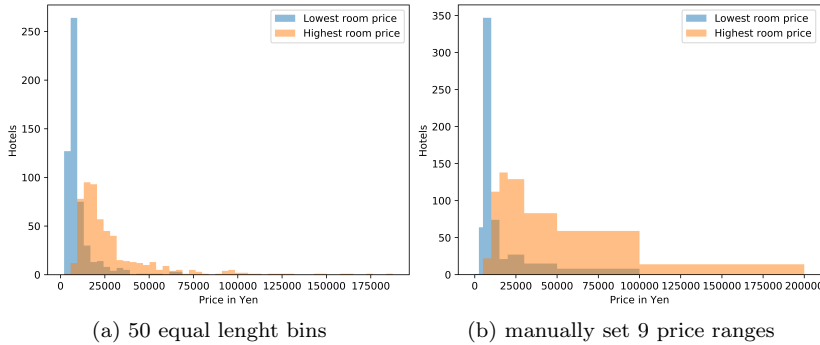 Lowest room price
Highest room price
250
200
150
100
50
0
Hotels
0 25000 50000 75000 100000 125000 150000 175000
Price in Yen
(a) 50 equal lenght bins
Lowest room price
Highest room price
350
300
250
200
150
100
50
0
Hotels
0 25000 50000 75000 100000 125000 150000 175000 200000
Price in Yen
(b) manually set 9 price ranges